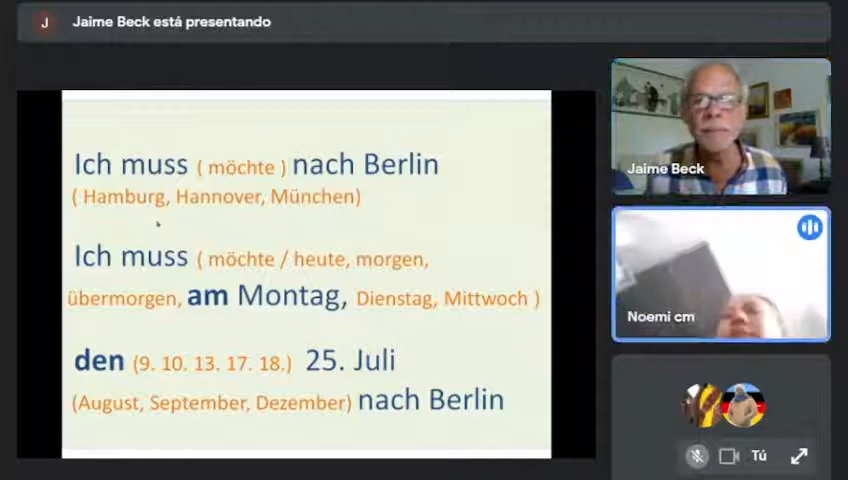 J Jaime Beck está presentando
Ich muss ( möchte ) nach Berlin
( Hamburg, Hannover, München)
Ich muss ( möchte / heute, morgen,
übermorgen, am Montag, Dienstag, Mittwoch )
den (9. 10. 13. 17. 18.) 25. Juli
(August, September, Dezember) nach Berlin
Jaime Beck
Noemi cm
Tú